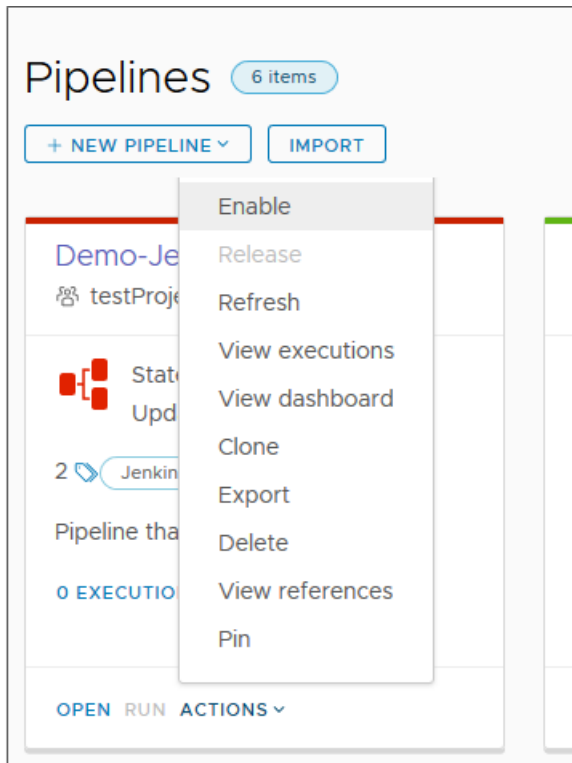 Pipelines 6 items
+ NEW PIPELINE IMPORT
Enable
Demo-Je
Release
testProje
Refresh
View executions
State
View dashboard
Upd
Clone
2 Jenkin
Export
Pipeline tha
Delete
0 EXECUTIO
View references
Pin
OPEN RUN ACTIONS